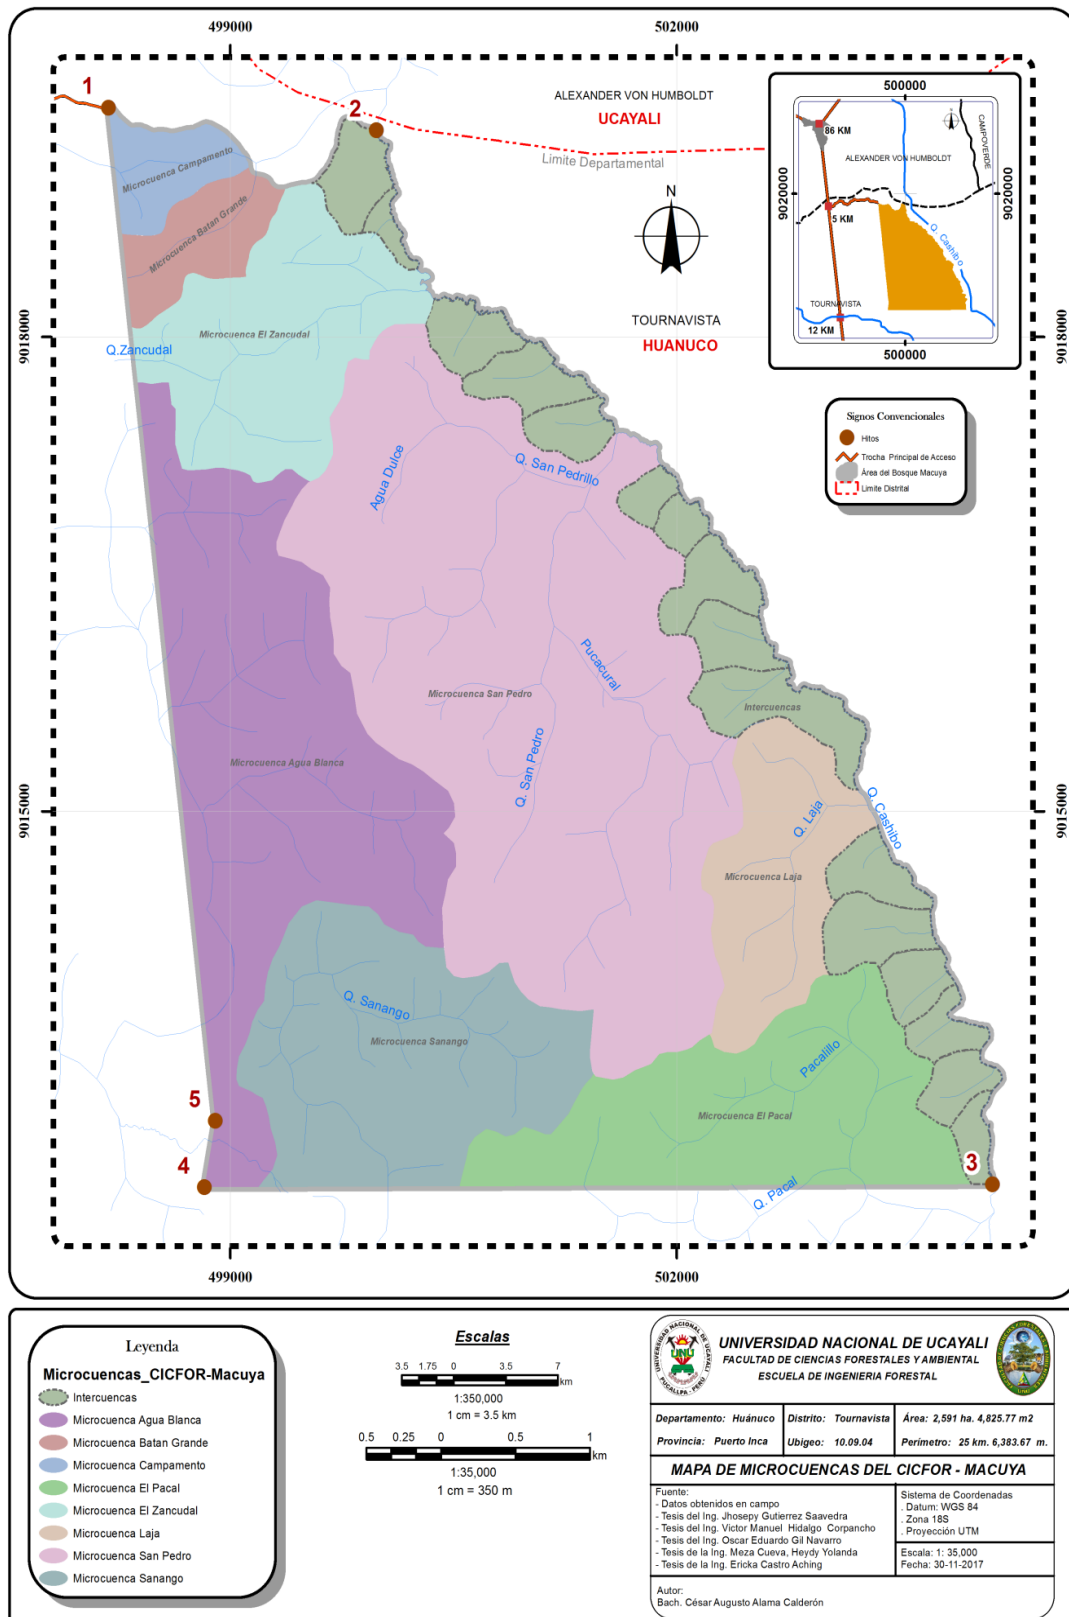 499000
502000
1
2
ALEXANDER VON HUMBOLDT
UCAYALI
Limite Departamental
N
TOURNAVISTA
HUANUCO
500000
86 KM
ALEXANDER VON HUMBOLDT
CAMPOVERDE
9020000
9020000
5 KM
Q. Cashibo
TOURNAVISTA
12 KM
500000
Microcuenca Campamento
Microcuenca Batan Grande
Microcuenca El Zancudal
Q.Zancudal
9018000
9018000
Signos Convencionales
Hitos
Trocha Principal de Acceso
Área del Bosque Macuya
Limite Distrital
Agua Dulce
Q. San Pedrillo
Pucacural
Microcuenca San Pedro
Intercuencas
Q. San Pedro
Microcuenca Agua Blanca
Q. Laja
Q. Cashibo
9015000
9015000
Microcuenca Laja
Q. Sanango
Microcuenca Sanango
Pacalillo
Microcuenca El Pacal
5
4
3
Q. Pacal
499000
502000
Leyenda
Microcuencas_CICFOR-Macuya
Intercuencas
Microcuenca Agua Blanca
Microcuenca Batan Grande
Microcuenca Campamento
Microcuenca El Pacal
Microcuenca El Zancudal
Microcuenca Laja
Microcuenca San Pedro
Microcuenca Sanango
Escalas
3.5 1.75 0 3.5 7
km
1:350,000
1 cm = 3.5 km
0.5 0.25 0 0.5 1
km
1:35,000
1 cm = 350 m
UNIVERSIDAD NACIONAL DE UCAYALI
UNU
PUCALLPA - PERU
UNIVERSIDAD NACIONAL DE UCAYALI
FACULTAD DE CIENCIAS FORESTALES Y AMBIENTAL
ESCUELA DE INGENIERIA FORESTAL
Departamento: Huánuco
Provincia: Puerto Inca
Distrito: Tournavista
Ubigeo: 10.09.04
Área: 2,591 ha. 4,825.77 m2
Perímetro: 25 km. 6,383.67 m.
MAPA DE MICROCUENCAS DEL CICFOR - MACUYA
Fuente:
- Datos obtenidos en campo
- Tesis del Ing. Jhosepy Gutierrez Saavedra
- Tesis del Ing. Victor Manuel Hidalgo Corpancho
- Tesis del Ing. Oscar Eduardo Gil Navarro
- Tesis de la Ing. Meza Cueva, Heydy Yolanda
- Tesis de la Ing. Ericka Castro Aching
Sistema de Coordenadas
. Datum: WGS 84
. Zona 18S
. Proyección UTM
Escala: 1: 35,000
Fecha: 30-11-2017
Autor:
Bach. César Augusto Alama Calderón